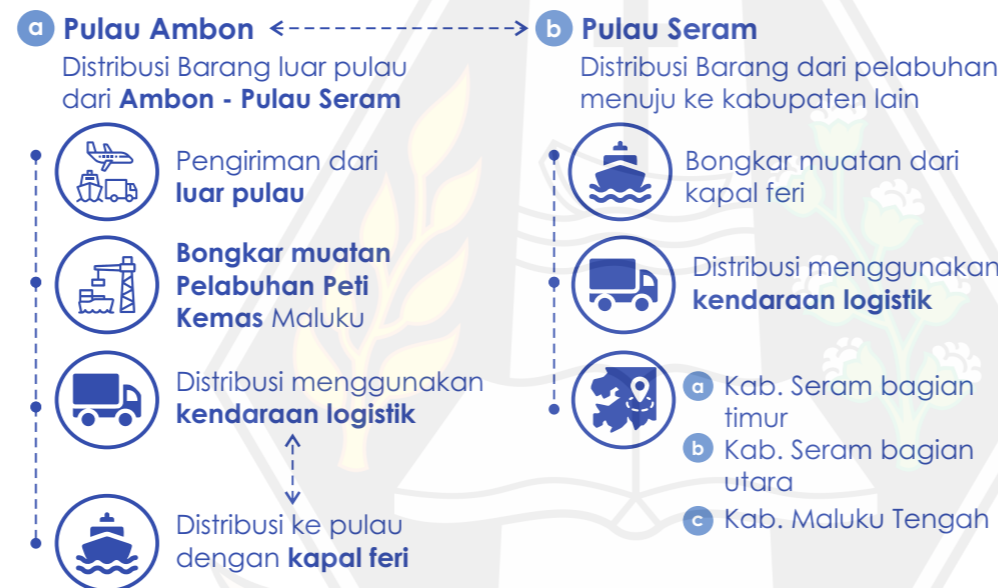 a Pulau Ambon
Distribusi Barang luar pulau
dari Ambon - Pulau Seram
Pengiriman dari
luar pulau
Bongkar muatan
Pelabuhan Peti
Kemas Maluku
Distribusi menggunakan
kendaraan logistik
Distribusi ke pulau
dengan kapal feri
b Pulau Seram
Distribusi Barang dari pelabuhan
menuju ke kabupaten lain
Bongkar muatan dari
kapal feri
Distribusi menggunakan
kendaraan logistik
a Kab. Seram bagian
timur
b Kab. Seram bagian
utara
c Kab. Maluku Tengah